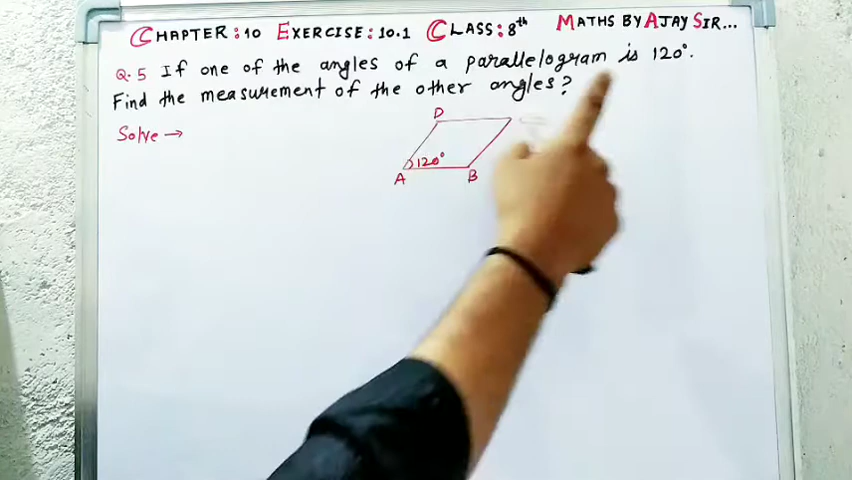 CHAPTER:10 EXERCISE:10.1 CLASS:8th MATHS BY AJAY SIR...
Q.5 If one of the angles of a parallelogram is 120°.
Find the measurement of the other angles?
Solve →
D
120°
A B